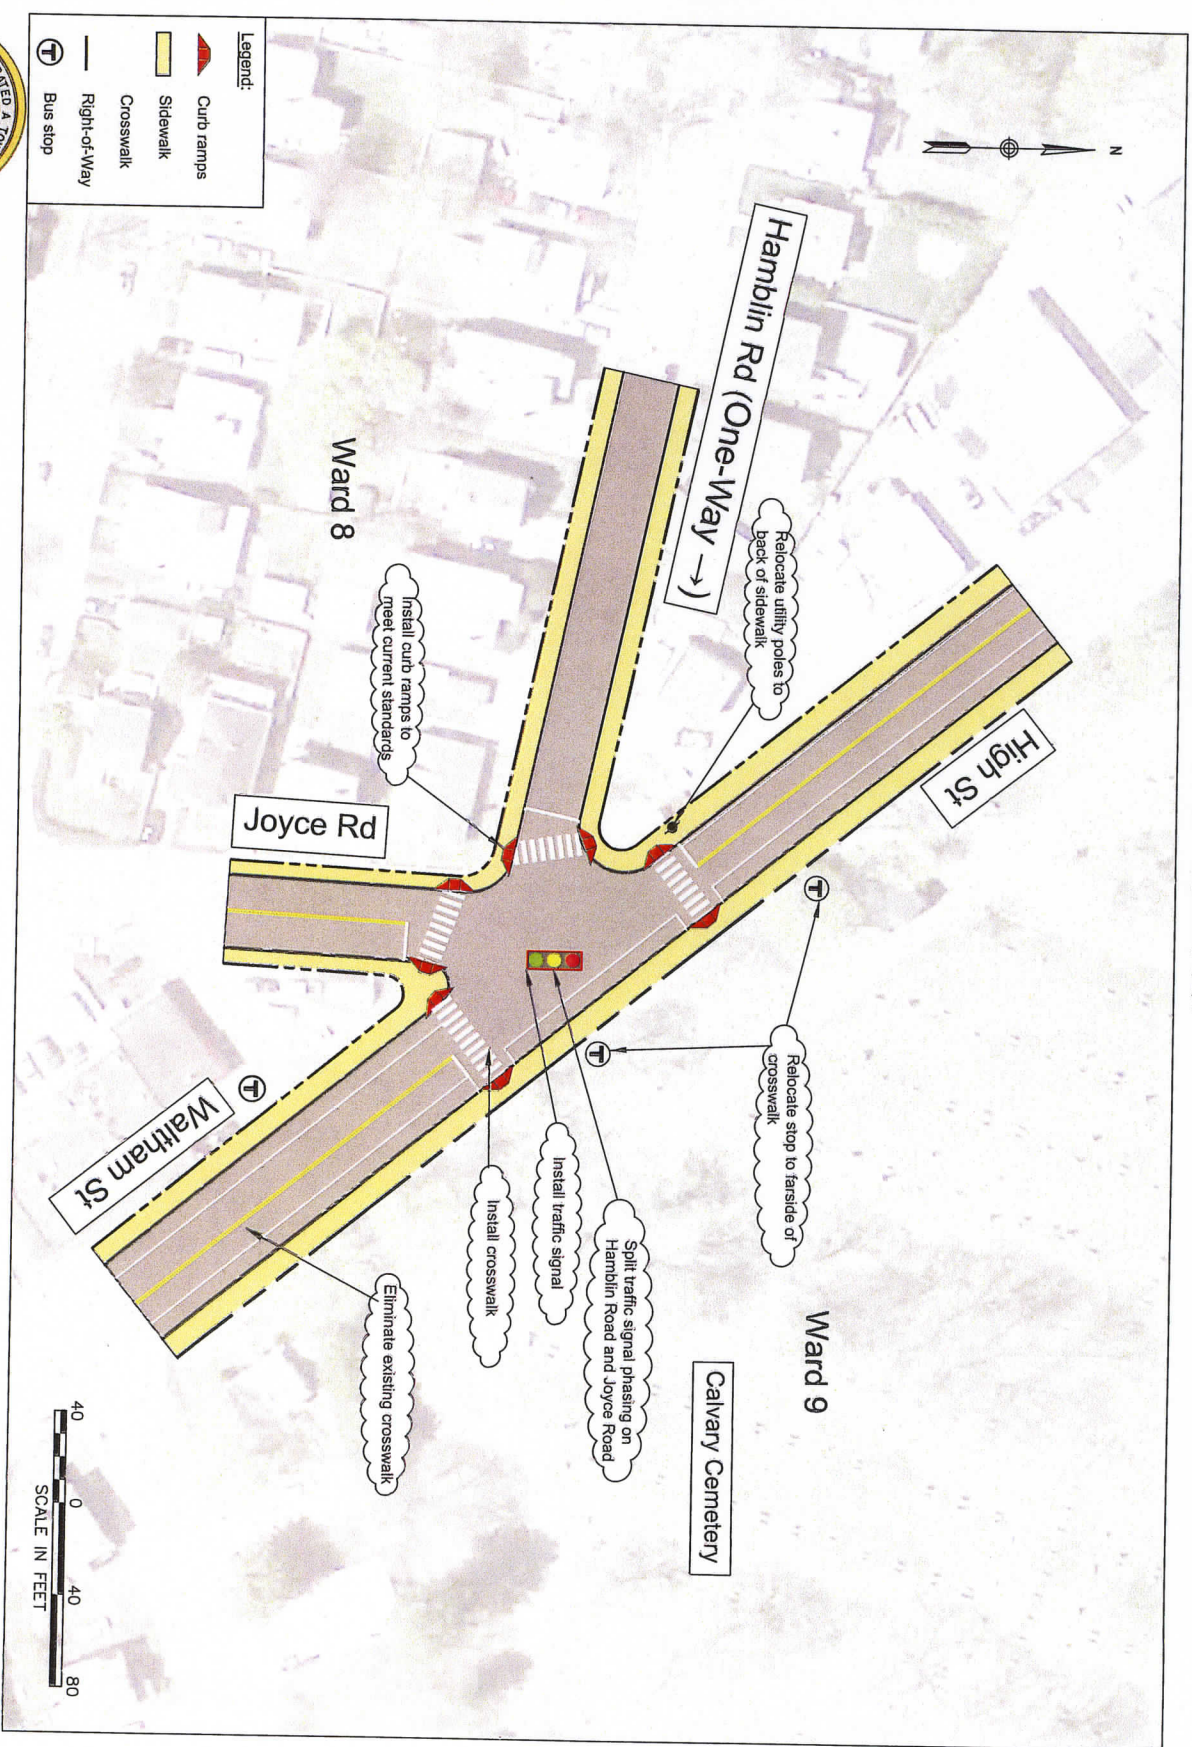 N
Hamblin Rd (One-Way →)
Relocate utility poles to
back of sidewalk
High St
Relocate stop to farside of
crosswalk
T
T
Ward 9
Calvary Cemetery
Split traffic signal phasing on
Hamblin Road and Joyce Road
Install traffic signal
Install crosswalk
Eliminate existing crosswalk
Ward 8
Install curb ramps to
meet current standards
Joyce Rd
T
Waltham St
Legend:
Curb ramps
Sidewalk
Crosswalk
Right-of-Way
T Bus stop
40 0 40 80
SCALE IN FEET